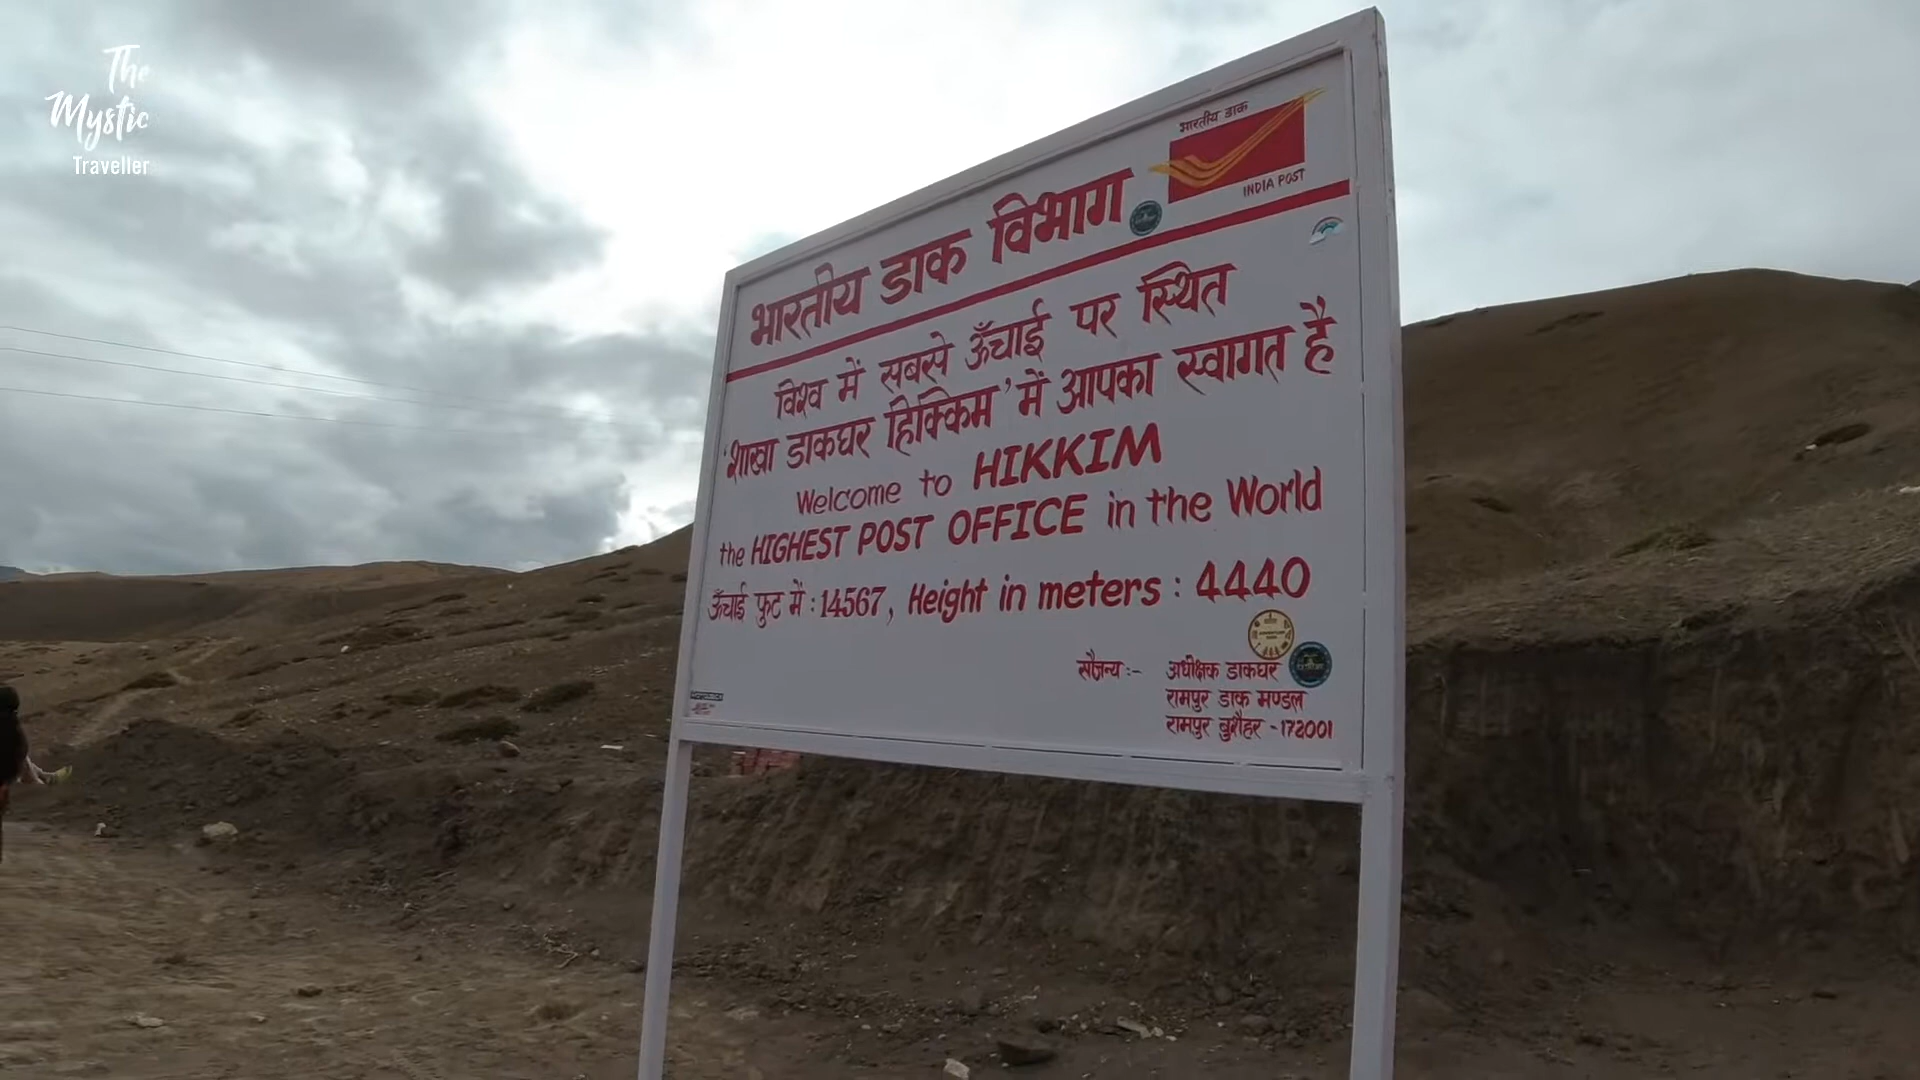 The
Mystic
Traveller
भारतीय डाक
INDIA POST
भारतीय डाक विभाग
विश्व में सबसे ऊँचाई पर स्थित
'शाखा डाकघर हिक्किम' में आपका स्वागत है
Welcome to HIKKIM
the HIGHEST POST OFFICE in the World
ऊँचाई फुट में : 14567, Height in meters : 4440
सौजन्य :- अधीक्षक डाकघर
रामपुर डाक मण्डल
रामपुर बुशैहर - 172001